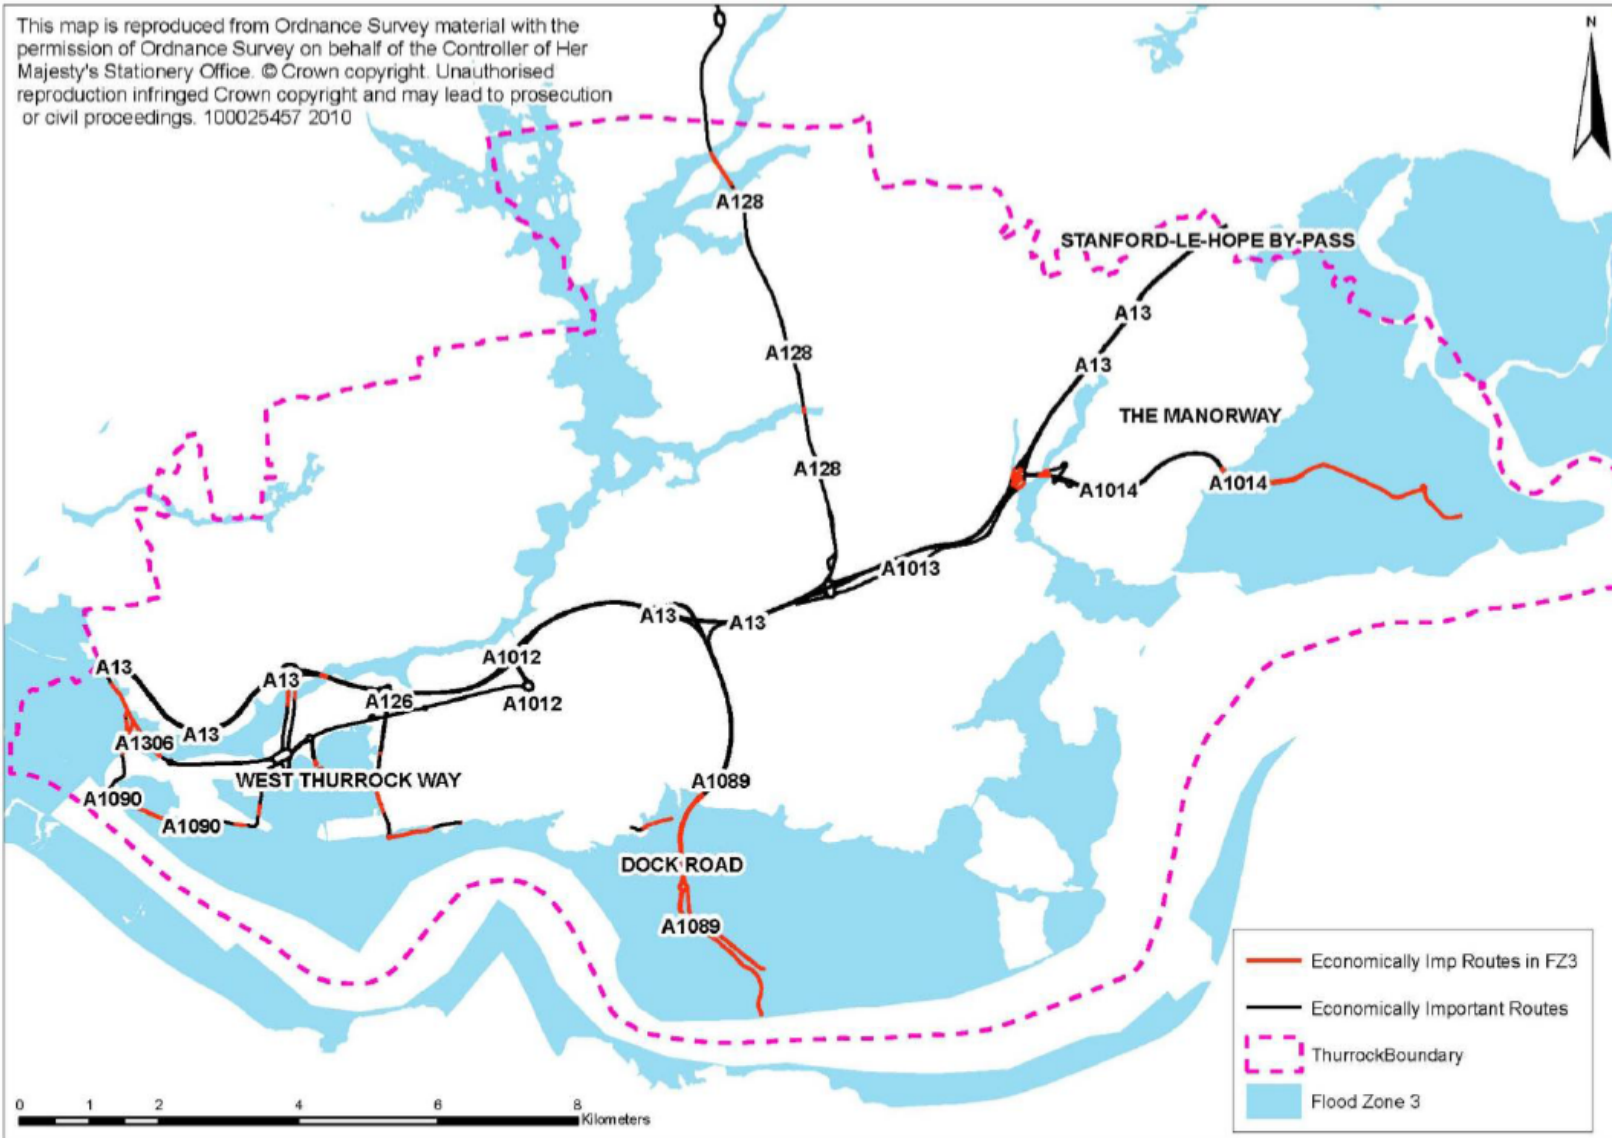 This map is reproduced from Ordnance Survey material with the
permission of Ordnance Survey on behalf of the Controller of Her
Majesty's Stationery Office. © Crown copyright. Unauthorised
reproduction infringed Crown copyright and may lead to prosecution
or civil proceedings. 100025457 2010
N
A128
STANFORD-LE-HOPE BY-PASS
A13
A128
A13
THE MANORWAY
A128
A1014
A1014
A1013
A13
A13
A1012
A13
A13
A126
A1012
A13
A1306
WEST THURROCK WAY
A1089
A1090
A1090
DOCK ROAD
A1089
Economically Imp Routes in FZ3
Economically Important Routes
ThurrockBoundary
Flood Zone 3
0 1 2 4 6 8
Kilometers